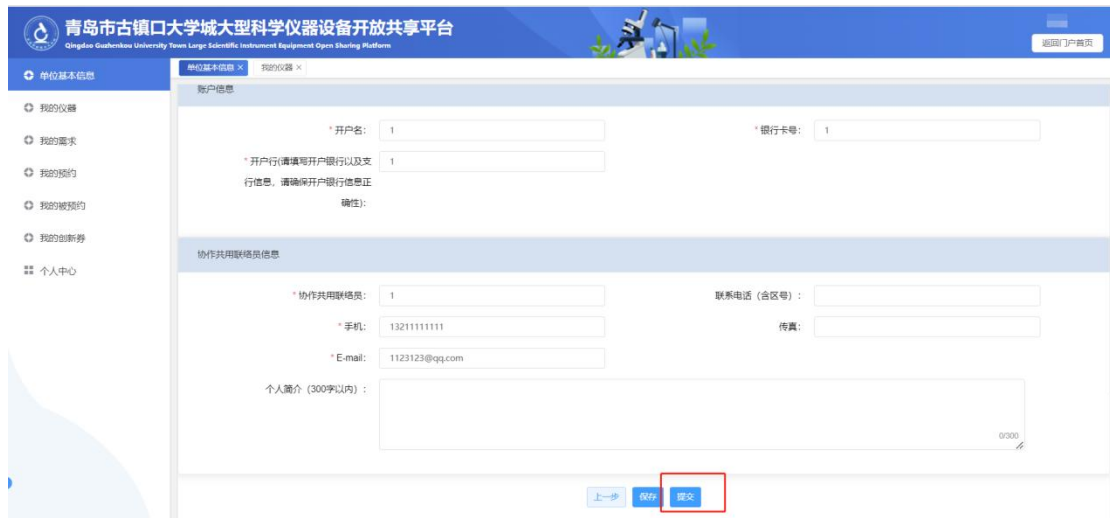 青岛市古镇口大学城大型科学仪器设备开放共享平台
Qingdao Guzhenkou University Town Large Scientific Instrument Equipment Open Sharing Platform
返回门户首页
单位基本信息
我的仪器
我的需求
我的预约
我的被预约
我的创新券
个人中心
单位基本信息 × 我的仪器 ×
账户信息
*开户名: 1 *银行卡号: 1
*开户行(请填写开户银行以及支 1
行信息,请确保开户银行信息正
确性):
协作共用联络员信息
*协作共用联络员: 1 联系电话(含区号):
*手机: 13211111111 传真:
*E-mail: 1123123@qq.com
个人简介(300字以内):
0/300
上一步 保存 提交